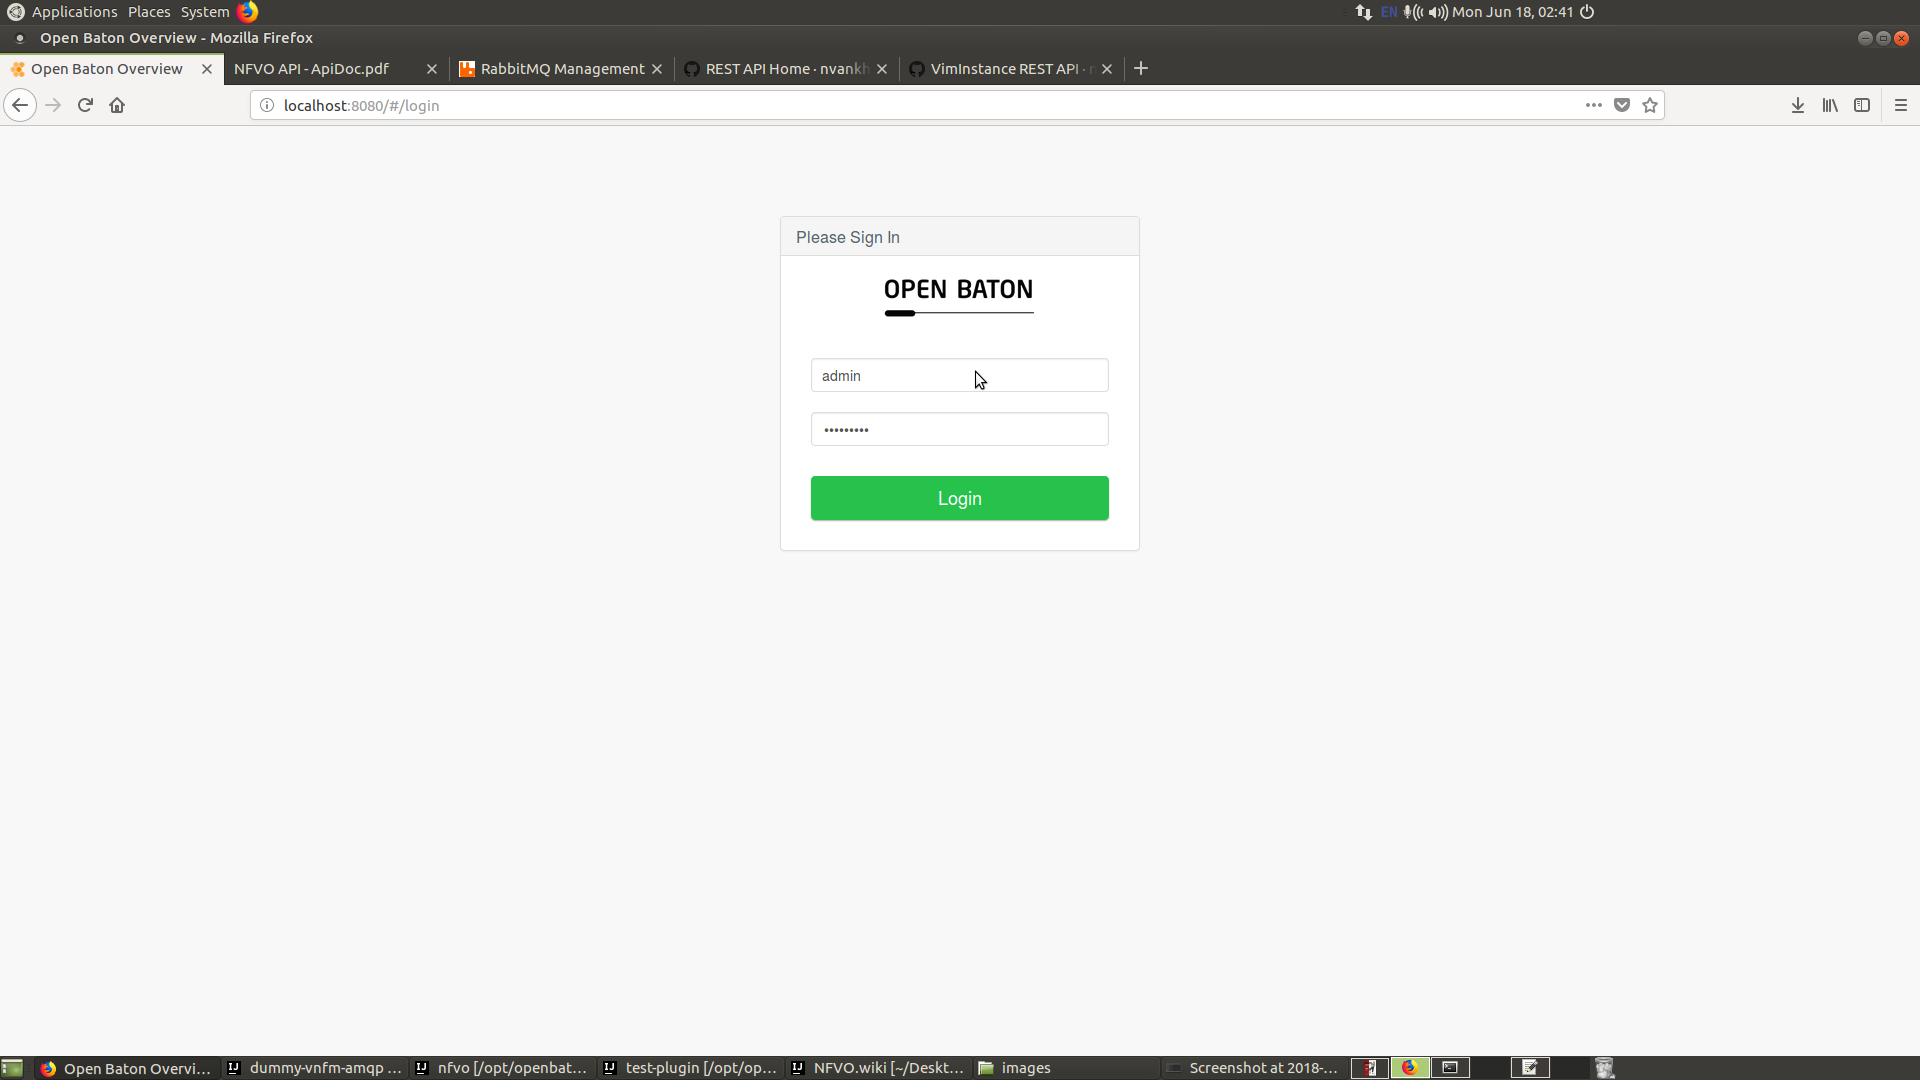 Applications Places System
EN Mon Jun 18, 02:41
Open Baton Overview - Mozilla Firefox
Open Baton Overview
NFVO API - ApiDoc.pdf
RabbitMQ Management
REST API Home · nvankh
VimInstance REST API ·
localhost:8080/#/login
Please Sign In
OPEN BATON
admin
•••••••••
Login
Open Baton Overvi...
dummy-vnfm-amqp ...
nfvo [/opt/openbat...
test-plugin [/opt/op...
NFVO.wiki [~/Deskt...
images
Screenshot at 2018-...